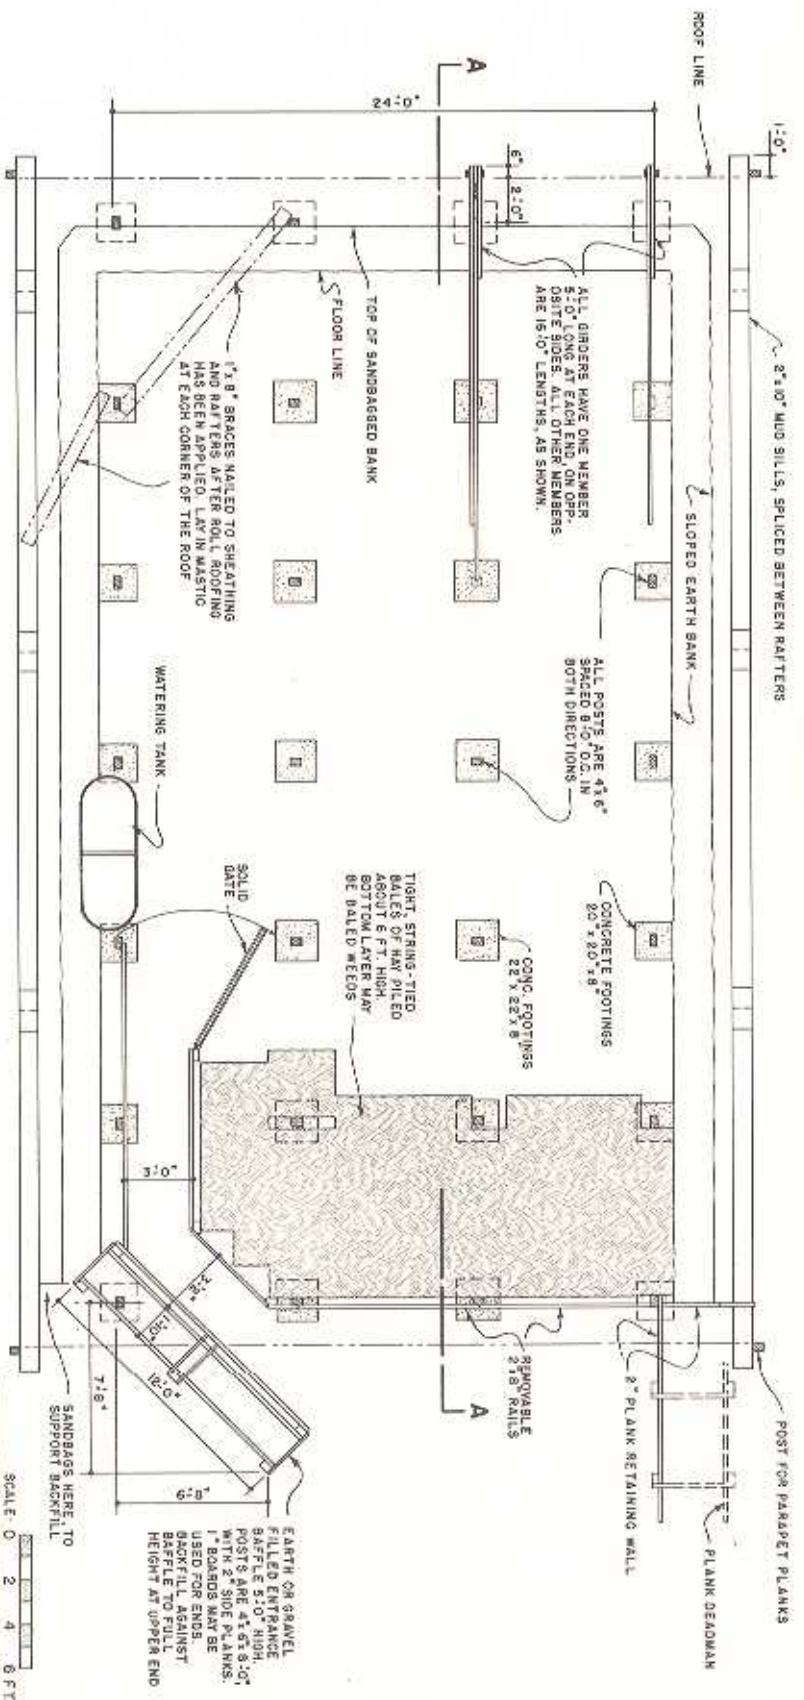 ROOF LINE
1'-0"
2"x10" MUD SILLS, SPLICED BETWEEN RAFTERS
A
24'-0"
6"
2'-0"
ALL GIRDERS HAVE ONE MEMBER
5'-0" LONG AT EACH END, ON OPP-
OSITE SIDES. ALL OTHER MEMBERS
ARE 16'-0" LENGTHS, AS SHOWN.
SLOPED EARTH BANK
ALL POSTS ARE 4"x6"
SPACED 8'-0" O.C. IN
BOTH DIRECTIONS
TOP OF SANDBAGGED BANK
FLOOR LINE
1"x8" BRACES NAILED TO SHEATHING
AND RAFTERS AFTER ROLL ROOFING
HAS BEEN APPLIED. LAY IN MASTIC
AT EACH CORNER OF THE ROOF
WATERING TANK
SOLID
GATE
CONCRETE FOOTINGS
20" x 20" x 8"
CONC. FOOTINGS
22" x 22" x 8"
TIGHT, STRING-TIED
BALES OF HAY PILED
ABOUT 6 FT. HIGH.
BOTTOM LAYER MAY
BE BALED WEEDS
3'-0"
12'-0"
7'-8"
6'-8"
A
REMOVABLE
2"x8" RAILS
2" PLANK RETAINING WALL
POST FOR PARAPET PLANKS
PLANK DEADMAN
SANDBAGS HERE, TO
SUPPORT BACKFILL
EARTH OR GRAVEL
FILLED ENTRANCE
BAFFLE 5'-0" HIGH.
POSTS ARE 4"x6"x8'-0",
WITH 2" SIDE PLANKS.
1" BOARDS MAY BE
USED FOR ENDS.
BACKFILL AGAINST
BAFFLE TO FULL
HEIGHT AT UPPER END
SCALE- 0 2 4 6 FT.